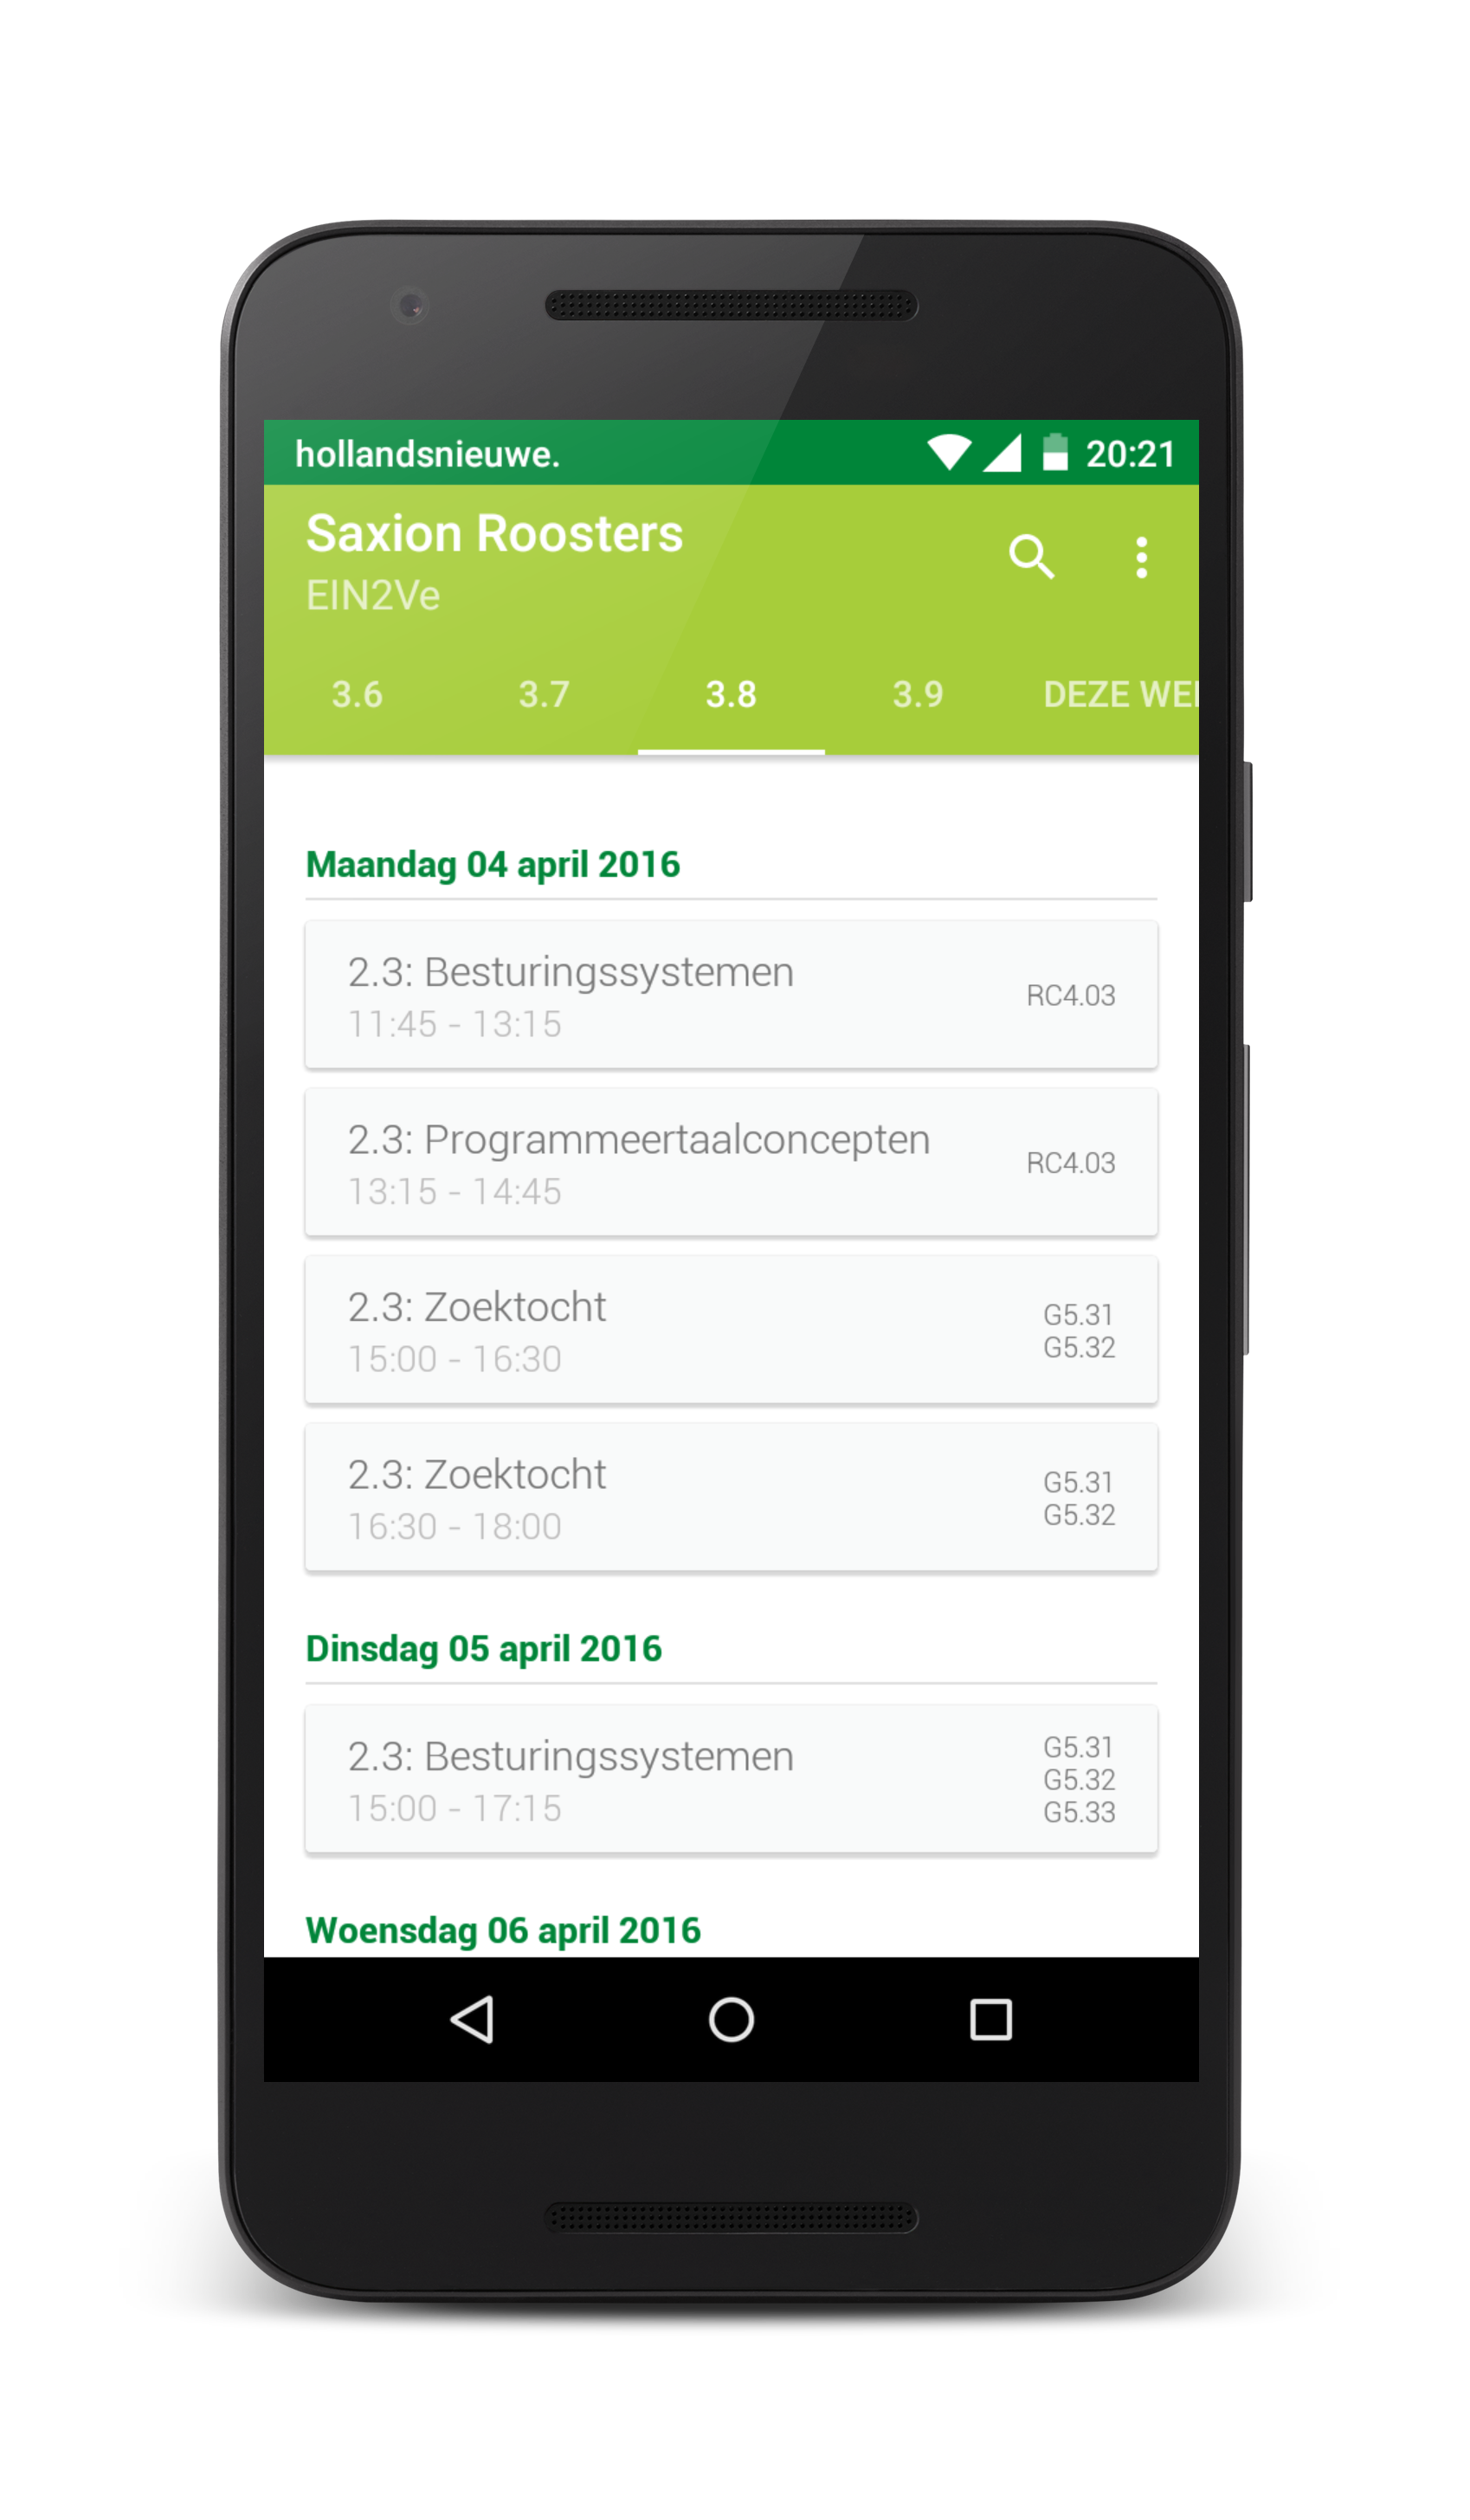 hollandsnieuwe. 20:21
Saxion Roosters
EIN2Ve
3.6 3.7 3.8 3.9 DEZE
Maandag 04 april 2016
2.3: Besturingssystemen
11:45 - 13:15
RC4.03
2.3: Programmeertaalconcepten
13:15 - 14:45
RC4.03
2.3: Zoektocht
15:00 - 16:30
G5.31
G5.32
2.3: Zoektocht
16:30 - 18:00
G5.31
G5.32
Dinsdag 05 april 2016
2.3: Besturingssystemen
15:00 - 17:15
G5.31
G5.32
G5.33
Woensdag 06 april 2016